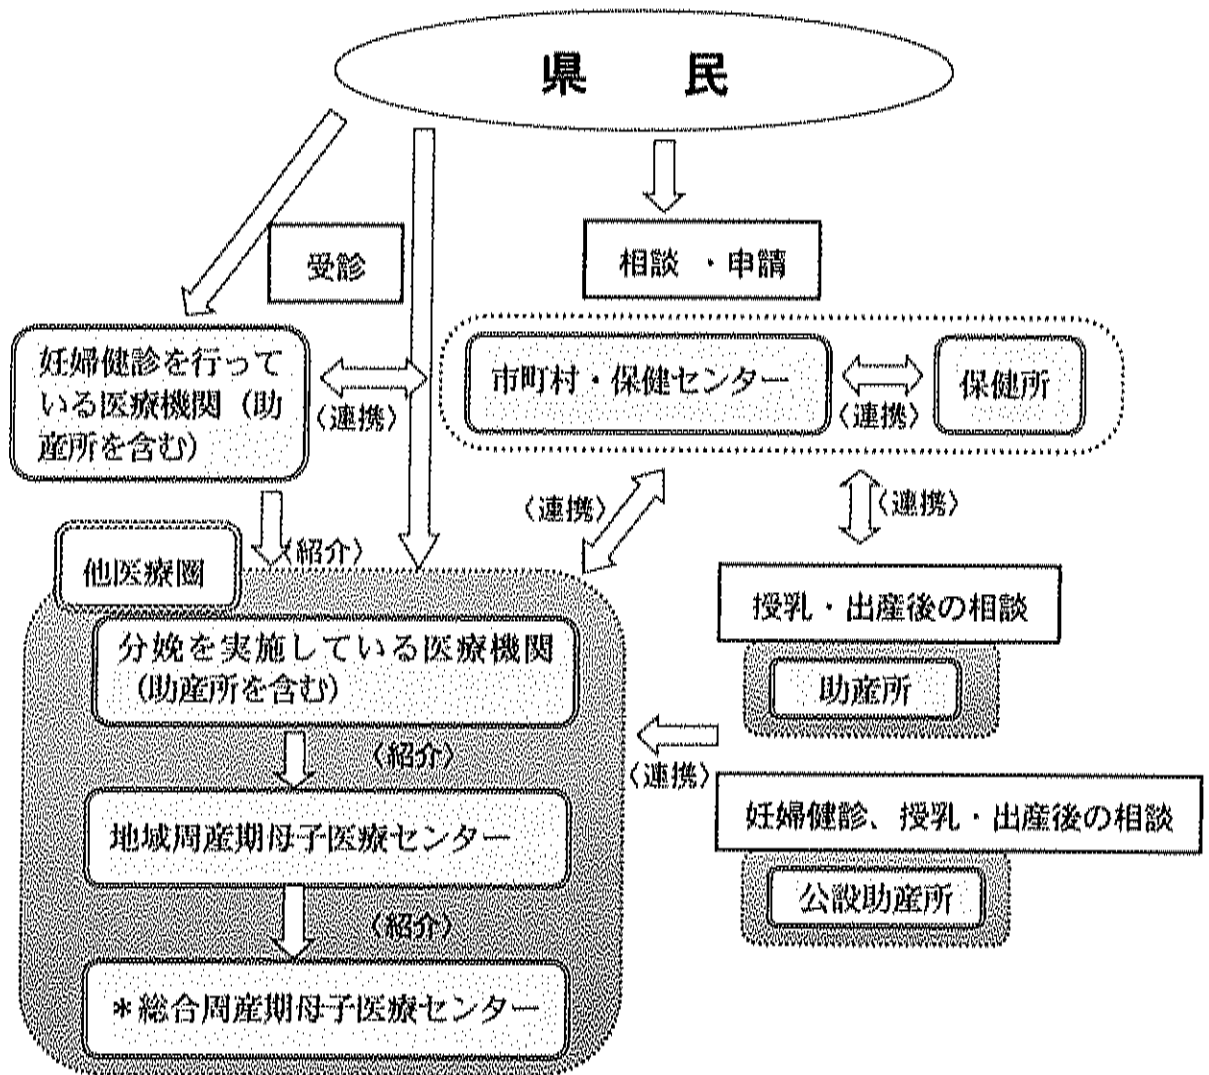 県　民
受診
相談 ・申請
妊婦健診を行って
いる医療機関（助
産所を含む）
〈連携〉
市町村・保健センター
〈連携〉
保健所
〈連携〉
〈連携〉
〈紹介〉
他医療圏
分娩を実施している医療機関
（助産所を含む）
〈紹介〉
地域周産期母子医療センター
〈紹介〉
＊総合周産期母子医療センター
授乳・出産後の相談
助産所
〈連携〉
妊婦健診、授乳・出産後の相談
公設助産所